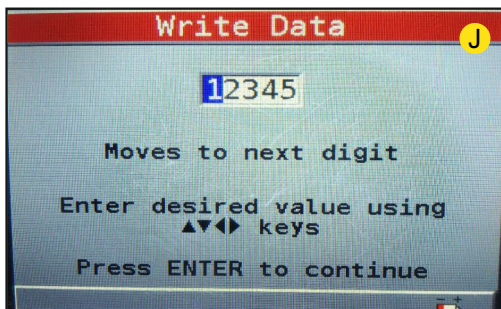 Write Data
J
12345
Moves to next digit
Enter desired value using
▲▼◀▶ keys
Press ENTER to continue
- +